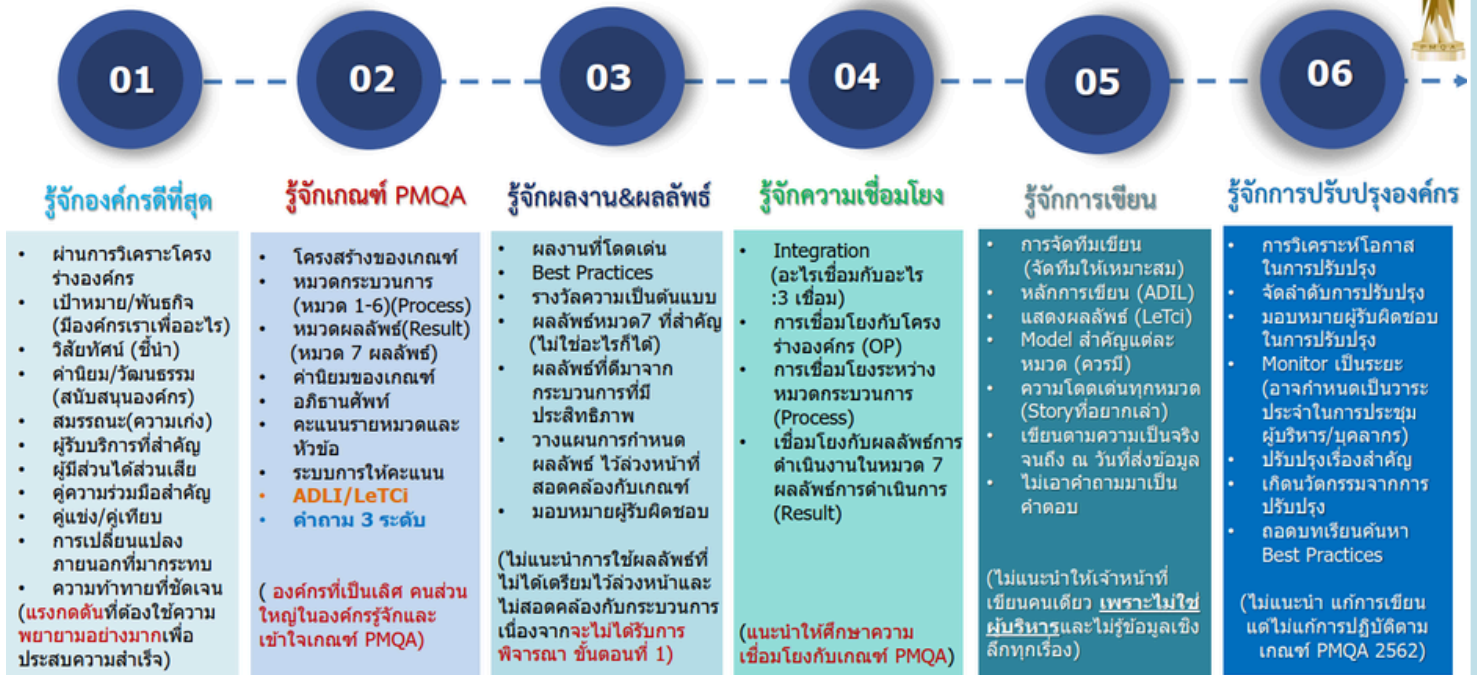 PMQA
01
02
03
04
05
06
รู้จักองค์กรดีที่สุด
• ผ่านการวิเคราะโครง
ร่างองค์กร
• เป้าหมาย/พันธกิจ
(มีองค์กรเราเพื่ออะไร)
• วิสัยทัศน์ (ชี้นำ)
• ค่านิยม/วัฒนธรรม
(สนับสนุนองค์กร)
• สมรรถนะ(ความเก่ง)
• ผู้รับบริการที่สำคัญ
• ผู้มีส่วนได้ส่วนเสีย
• คู่ความร่วมมือสำคัญ
• คู่แข่ง/คู่เทียบ
• การเปลี่ยนแปลง
ภายนอกที่มากระทบ
• ความท้าทายที่ชัดเจน
(แรงกดดันที่ต้องใช้ความ
พยายามอย่างมากเพื่อ
ประสบความสำเร็จ)
รู้จักเกณฑ์ PMQA
• โครงสร้างของเกณฑ์
• หมวดกระบวนการ
(หมวด 1-6)(Process)
• หมวดผลลัพธ์(Result)
(หมวด 7 ผลลัพธ์)
• ค่านิยมของเกณฑ์
• อภิธานศัพท์
• คะแนนรายหมวดและ
หัวข้อ
• ระบบการให้คะแนน
• ADLI/LeTCi
• คำถาม 3 ระดับ
( องค์กรที่เป็นเลิศ คนส่วน
ใหญ่ในองค์กรรู้จักและ
เข้าใจเกณฑ์ PMQA)
รู้จักผลงาน&ผลลัพธ์
• ผลงานที่โดดเด่น
• Best Practices
• รางวัลความเป็นต้นแบบ
• ผลลัพธ์หมวด7 ที่สำคัญ
(ไม่ใช่อะไรก็ได้)
• ผลลัพธ์ที่ดีมาจาก
กระบวนการที่มี
ประสิทธิภาพ
• วางแผนการกำหนด
ผลลัพธ์ ไว้ล่วงหน้าที่
สอดคล้องกับเกณฑ์
• มอบหมายผู้รับผิดชอบ
(ไม่แนะนำการใช้ผลลัพธ์ที่
ไม่ได้เตรียมไว้ล่วงหน้าและ
ไม่สอดคล้องกับกระบวนการ
เนื่องจากจะไม่ได้รับการ
พิจารณา ขั้นตอนที่ 1)
รู้จักความเชื่อมโยง
• Integration
(อะไรเชื่อมกับอะไร
:3 เชื่อม)
• การเชื่อมโยงกับโครง
ร่างองค์กร (OP)
• การเชื่อมโยงระหว่าง
หมวดกระบวนการ
(Process)
• เชื่อมโยงกับผลลัพธ์การ
ดำเนินงานในหมวด 7
ผลลัพธ์การดำเนินการ
(Result)
(แนะนำให้ศึกษาความ
เชื่อมโยงกับเกณฑ์ PMQA)
รู้จักการเขียน
• การจัดทีมเขียน
(จัดทีมให้เหมาะสม)
• หลักการเขียน (ADIL)
• แสดงผลลัพธ์ (LeTci)
• Model สำคัญแต่ละ
หมวด (ควรมี)
• ความโดดเด่นทุกหมวด
(Storyที่อยากเล่า)
• เขียนตามความเป็นจริง
จนถึง ณ วันที่ส่งข้อมูล
• ไม่เอาคำถามมาเป็น
คำตอบ
(ไม่แนะนำให้เจ้าหน้าที่
เขียนคนเดียว เพราะไม่ใช่
ผู้บริหารและไม่รู้ข้อมูลเชิง
ลึกทุกเรื่อง)
รู้จักการปรับปรุงองค์กร
• การวิเคราะห์โอกาส
ในการปรับปรุง
• จัดลำดับการปรับปรุง
• มอบหมายผู้รับผิดชอบ
ในการปรับปรุง
• Monitor เป็นระยะ
(อาจกำหนดเป็นวาระ
ประจำในการประชุม
ผู้บริหาร/บุคลากร)
• ปรับปรุงเรื่องสำคัญ
• เกิดนวัตกรรมจากการ
ปรับปรุง
• ถอดบทเรียนค้นหา
Best Practices
(ไม่แนะนำ แก้การเขียน
แต่ไม่แก้การปฏิบัติตาม
เกณฑ์ PMQA 2562)